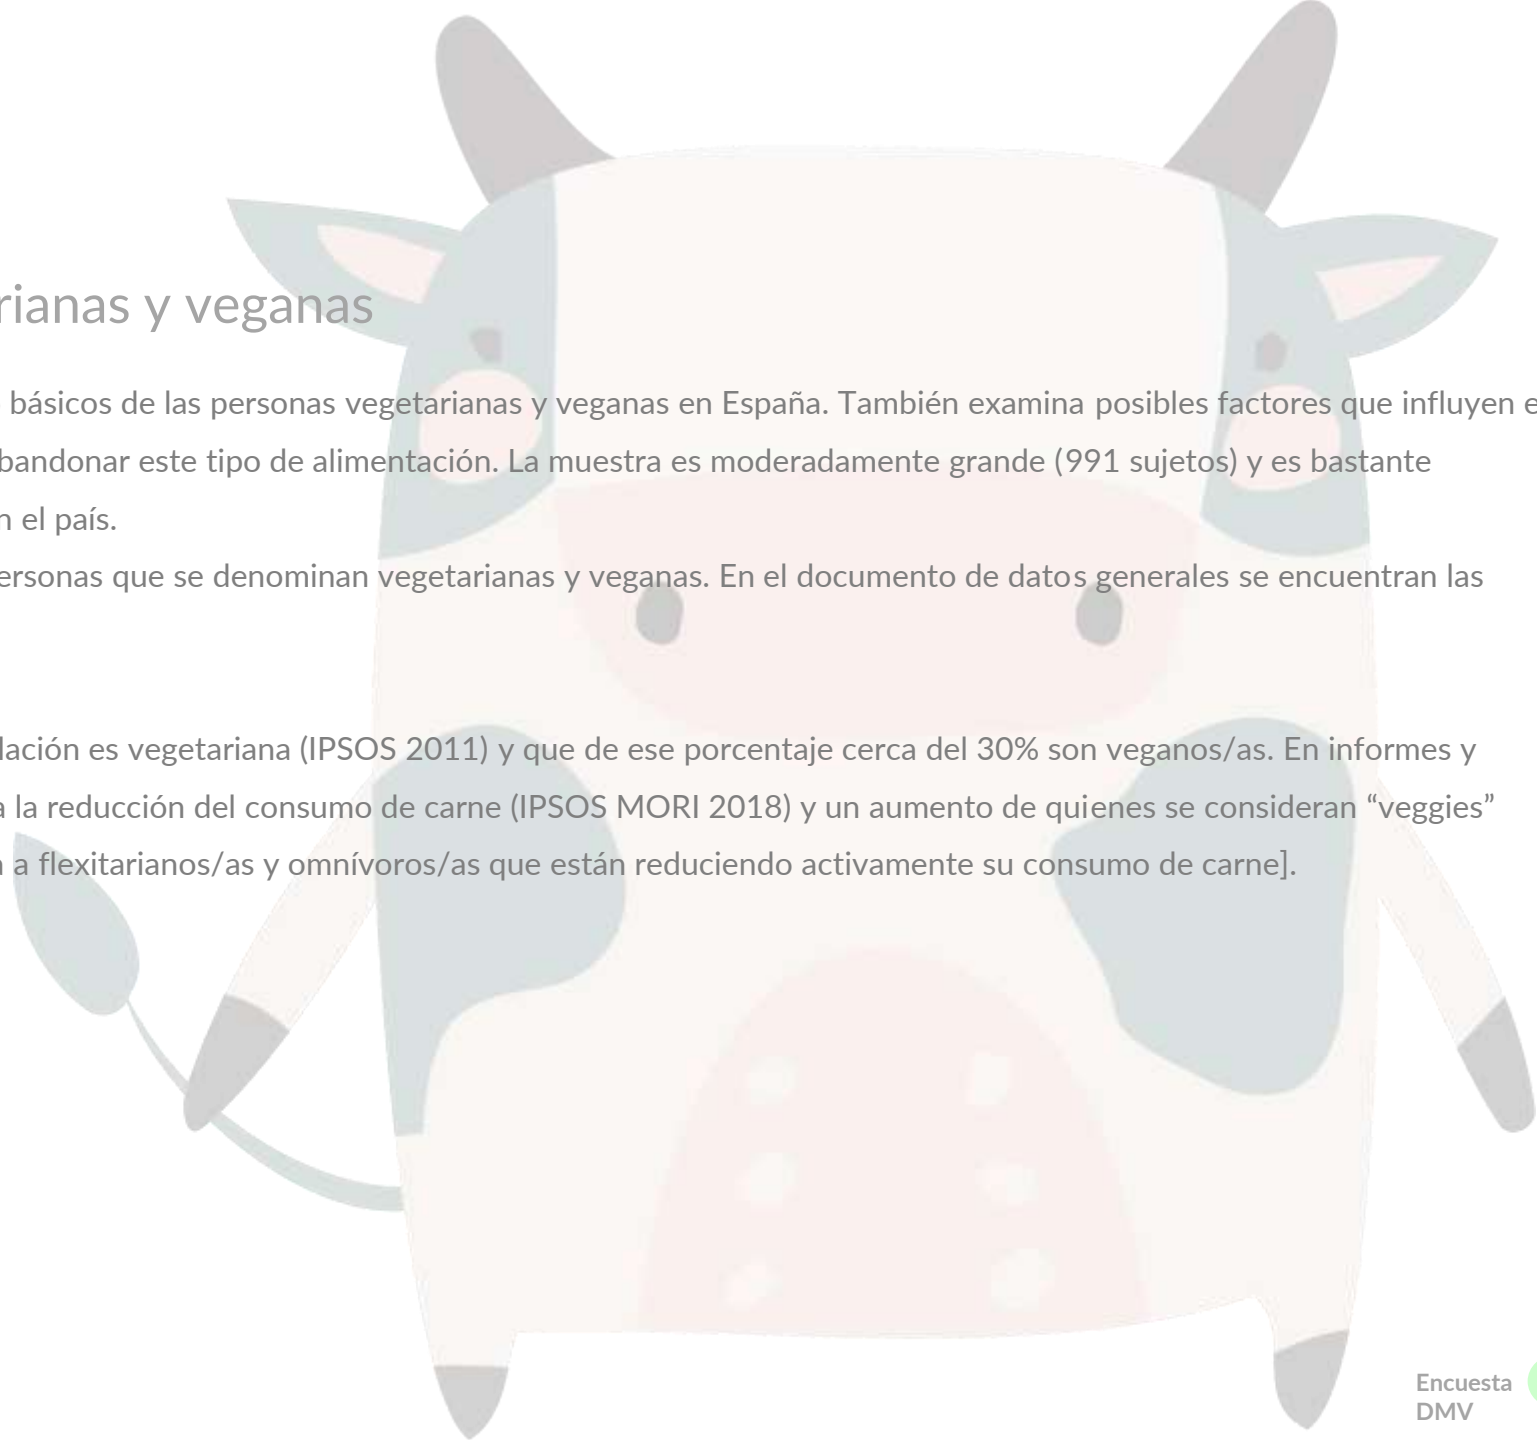 rianas y veganas
básicos de las personas vegetarianas y veganas en España. También examina posibles factores que influyen e
bandonar este tipo de alimentación. La muestra es moderadamente grande (991 sujetos) y es bastante
n el país.
ersonas que se denominan vegetarianas y veganas. En el documento de datos generales se encuentran las
lación es vegetariana (IPSOS 2011) y que de ese porcentaje cerca del 30% son veganos/as. En informes y
a la reducción del consumo de carne (IPSOS MORI 2018) y un aumento de quienes se consideran “veggies”
n a flexitarianos/as y omnívoros/as que están reduciendo activamente su consumo de carne].
Encuesta
DMV